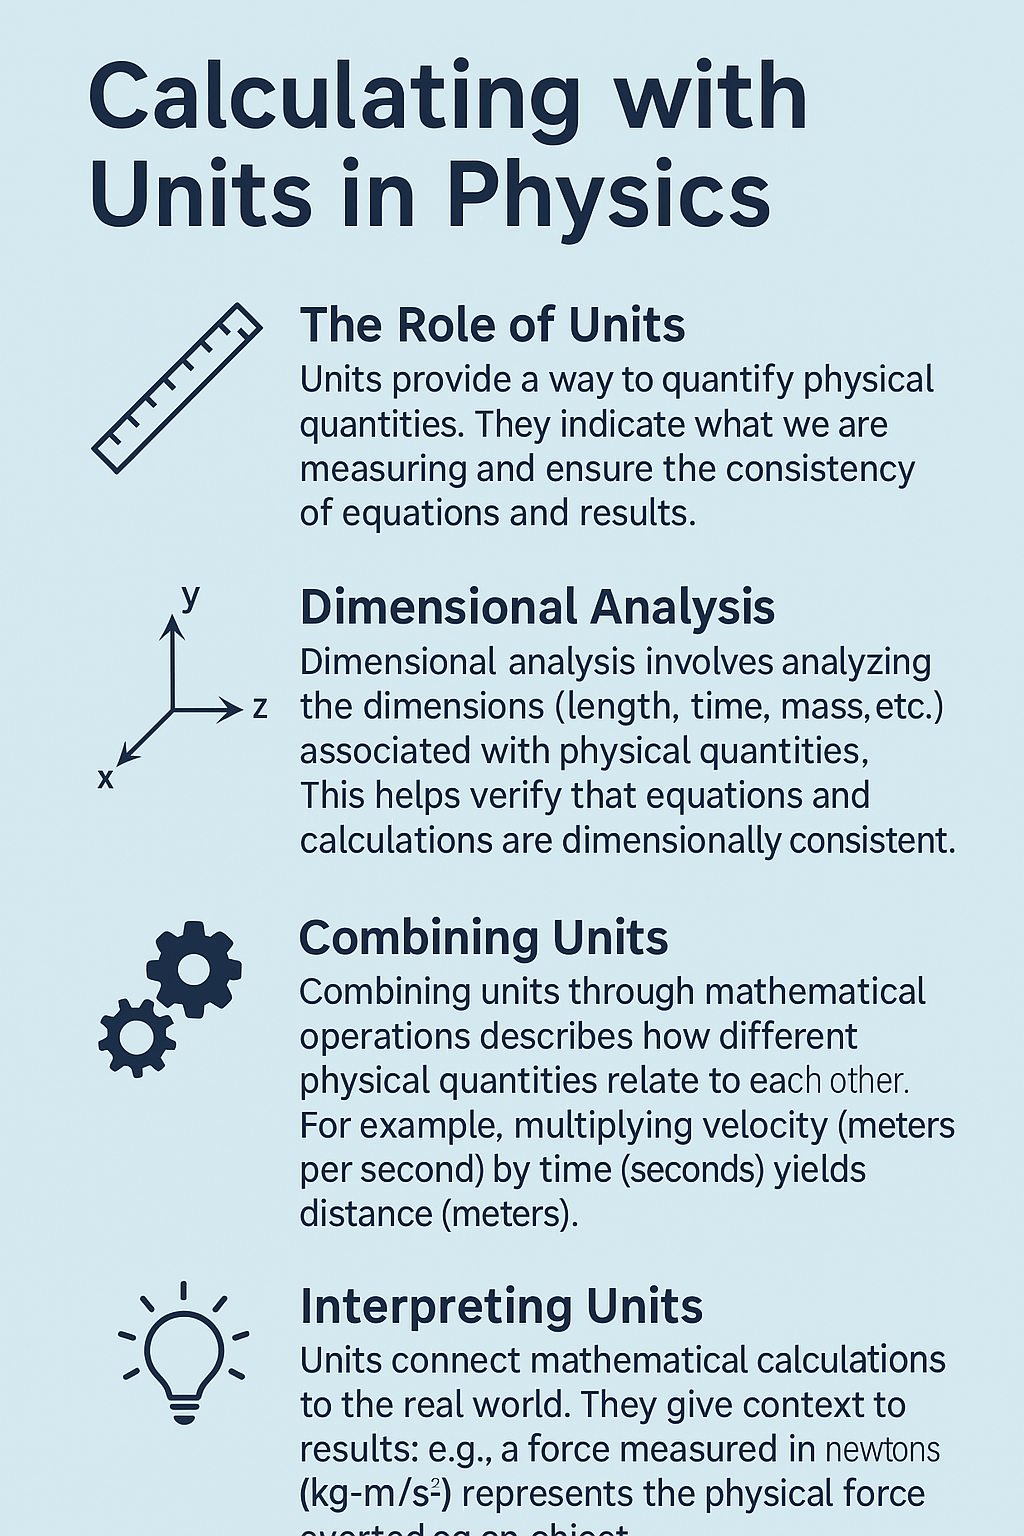 Calculating with
Units in Physics
The Role of Units
Units provide a way to quantify physical
quantities. They indicate what we are
measuring and ensure the consistency
of equations and results.
y
z
x
Dimensional Analysis
Dimensional analysis involves analyzing
the dimensions (length, time, mass, etc.)
associated with physical quantities,
This helps verify that equations and
calculations are dimensionally consistent.
Combining Units
Combining units through mathematical
operations describes how different
physical quantities relate to each other.
For example, multiplying velocity (meters
per second) by time (seconds) yields
distance (meters).
Interpreting Units
Units connect mathematical calculations
to the real world. They give context to
results: e.g., a force measured in newtons
(kg-m/s²) represents the physical force